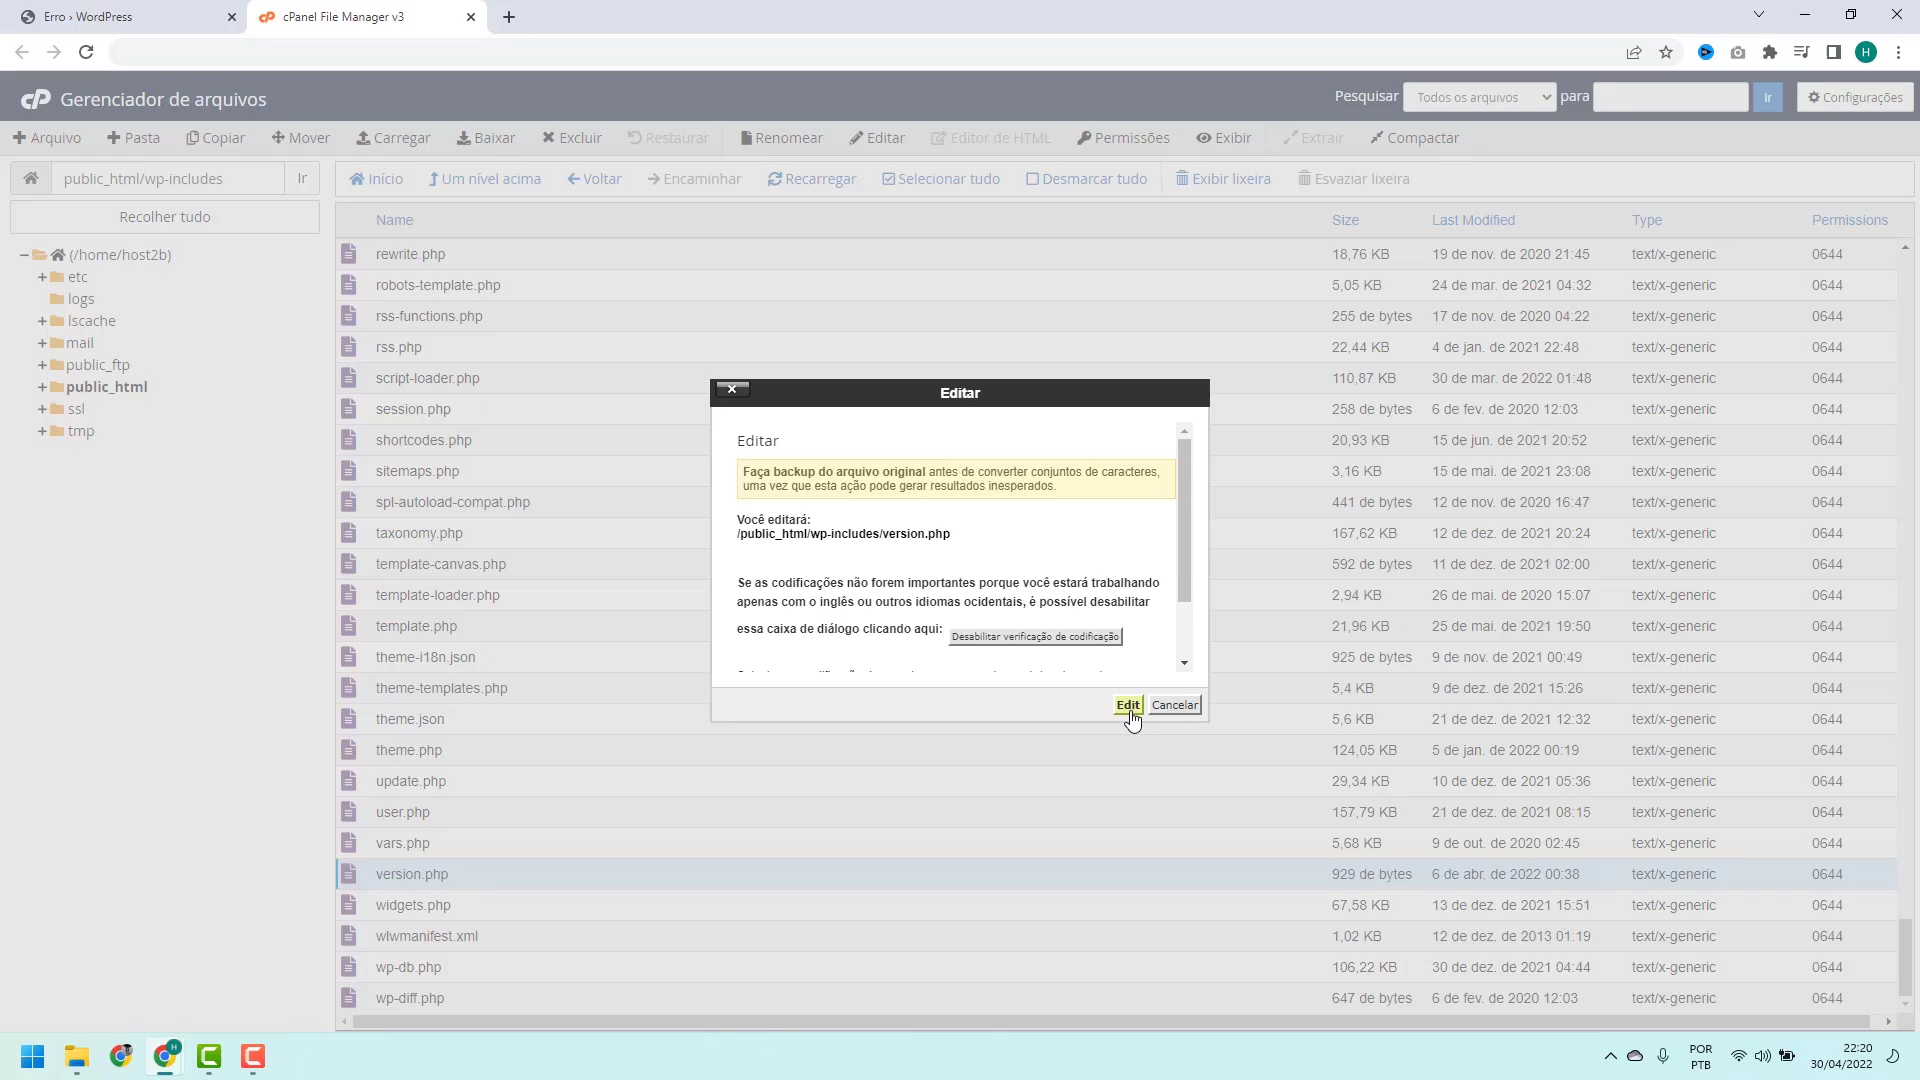 Erro › WordPress
cPanel File Manager v3
H
cP Gerenciador de arquivos
Pesquisar Todos os arquivos para Ir Configurações
Arquivo Pasta Copiar Mover Carregar Baixar Excluir Restaurar Renomear Editar Editor de HTML Permissões Exibir Extrair Compactar
public_html/wp-includes Ir
Início Um nível acima Voltar Encaminhar Recarregar Selecionar tudo Desmarcar tudo Exibir lixeira Esvaziar lixeira
Recolher tudo
(/home/host2b)
etc
logs
lscache
mail
public_ftp
public_html
ssl
tmp
Name Size Last Modified Type Permissions
rewrite.php 18,76 KB 19 de nov. de 2020 21:45 text/x-generic 0644
robots-template.php 5,05 KB 24 de mar. de 2021 04:32 text/x-generic 0644
rss-functions.php 255 de bytes 17 de nov. de 2020 04:22 text/x-generic 0644
rss.php 22,44 KB 4 de jan. de 2021 22:48 text/x-generic 0644
script-loader.php 110,87 KB 30 de mar. de 2022 01:48 text/x-generic 0644
session.php 258 de bytes 6 de fev. de 2020 12:03 text/x-generic 0644
shortcodes.php 20,93 KB 15 de jun. de 2021 20:52 text/x-generic 0644
sitemaps.php 3,16 KB 15 de mai. de 2021 23:08 text/x-generic 0644
spl-autoload-compat.php 441 de bytes 12 de nov. de 2020 16:47 text/x-generic 0644
taxonomy.php 167,62 KB 12 de dez. de 2021 20:24 text/x-generic 0644
template-canvas.php 592 de bytes 11 de dez. de 2021 02:00 text/x-generic 0644
template-loader.php 2,94 KB 26 de mai. de 2020 15:07 text/x-generic 0644
template.php 21,96 KB 25 de mai. de 2021 19:50 text/x-generic 0644
theme-i18n.json 925 de bytes 9 de nov. de 2021 00:49 text/x-generic 0644
theme-templates.php 5,4 KB 9 de dez. de 2021 15:26 text/x-generic 0644
theme.json 5,6 KB 21 de dez. de 2021 12:32 text/x-generic 0644
theme.php 124,05 KB 5 de jan. de 2022 00:19 text/x-generic 0644
update.php 29,34 KB 10 de dez. de 2021 05:36 text/x-generic 0644
user.php 157,79 KB 21 de dez. de 2021 08:15 text/x-generic 0644
vars.php 5,68 KB 9 de out. de 2020 02:45 text/x-generic 0644
version.php 929 de bytes 6 de abr. de 2022 00:38 text/x-generic 0644
widgets.php 67,58 KB 13 de dez. de 2021 15:51 text/x-generic 0644
wlwmanifest.xml 1,02 KB 12 de dez. de 2013 01:19 text/x-generic 0644
wp-db.php 106,22 KB 30 de dez. de 2021 04:44 text/x-generic 0644
wp-diff.php 647 de bytes 6 de fev. de 2020 12:03 text/x-generic 0644
Editar
Editar
Faça backup do arquivo original antes de converter conjuntos de caracteres,
uma vez que esta ação pode gerar resultados inesperados.
Você editará:
/public_html/wp-includes/version.php
Se as codificações não forem importantes porque você estará trabalhando
apenas com o inglês ou outros idiomas ocidentais, é possível desabilitar
essa caixa de diálogo clicando aqui: Desabilitar verificação de codificação
Edit Cancelar
H
POR
PTB
22:20
30/04/2022